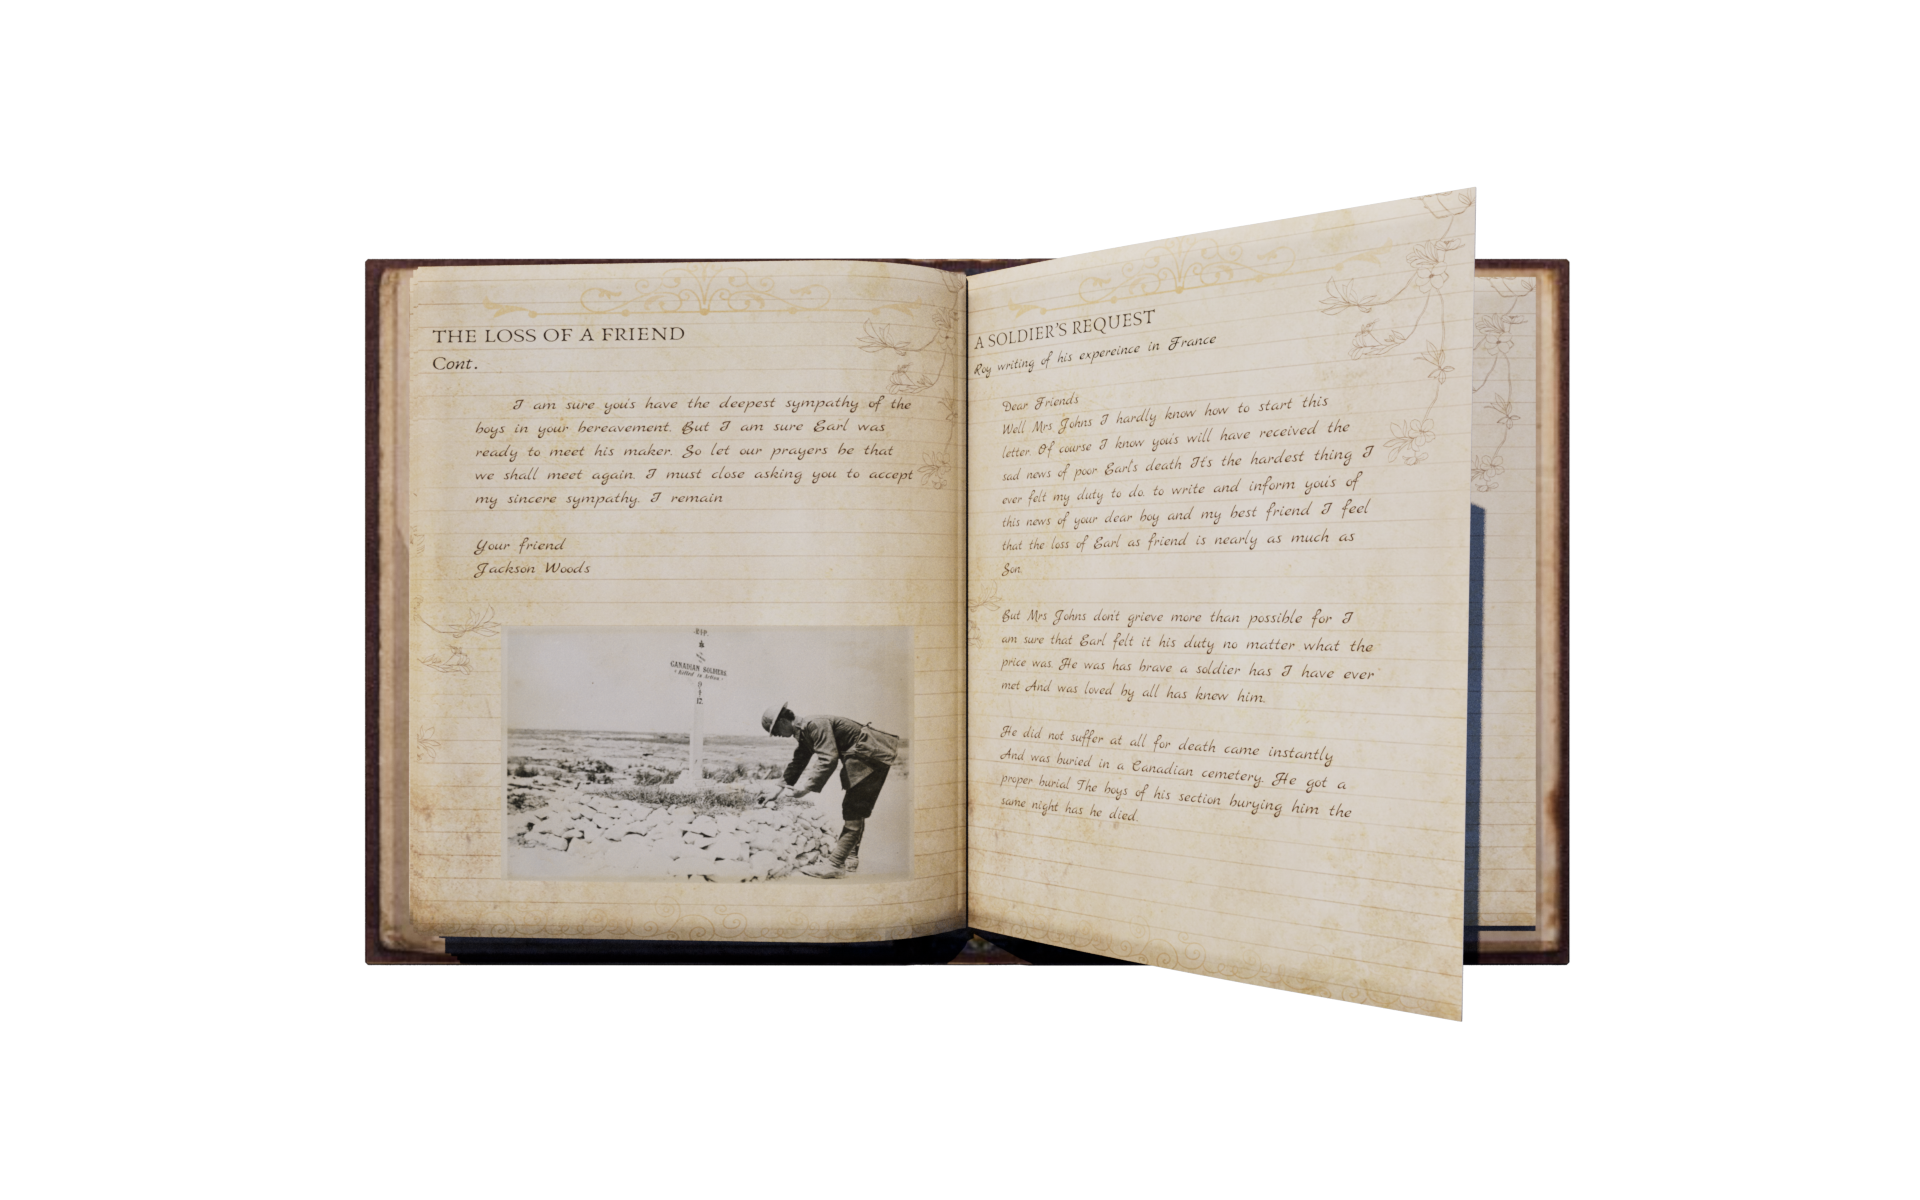 THE LOSS OF A FRIEND
Cont.
I am sure you's have the deepest sympathy of the
boys in your bereavement. But I am sure Earl was
ready to meet his maker. So let our prayers be that
we shall meet again. I must close asking you to accept
my sincere sympathy. I remain
Your friend
Jackson Woods
R.I.P.
CANADIAN SOLDIERS
"Killed in Action"
9
4
17.
A SOLDIER'S REQUEST
Roy writing of his expereince in France
Dear Friends
Well Mrs Johns I hardly know how to start this
letter. Of course I know you's will have received the
sad news of poor Earl's death It's the hardest thing I
ever felt my duty to do. to write and inform you's of
this news of your dear boy and my best friend I feel
that the loss of Earl as friend is nearly as much as
Son.
But Mrs Johns don't grieve more than possible for I
am sure that Earl felt it his duty no matter what the
price was. He was has brave a soldier has I have ever
met And was loved by all has knew him.
He did not suffer at all for death came instantly
And was buried in a Canadian cemetery. He got a
proper burial The boys of his section burying him the
same night has he died.